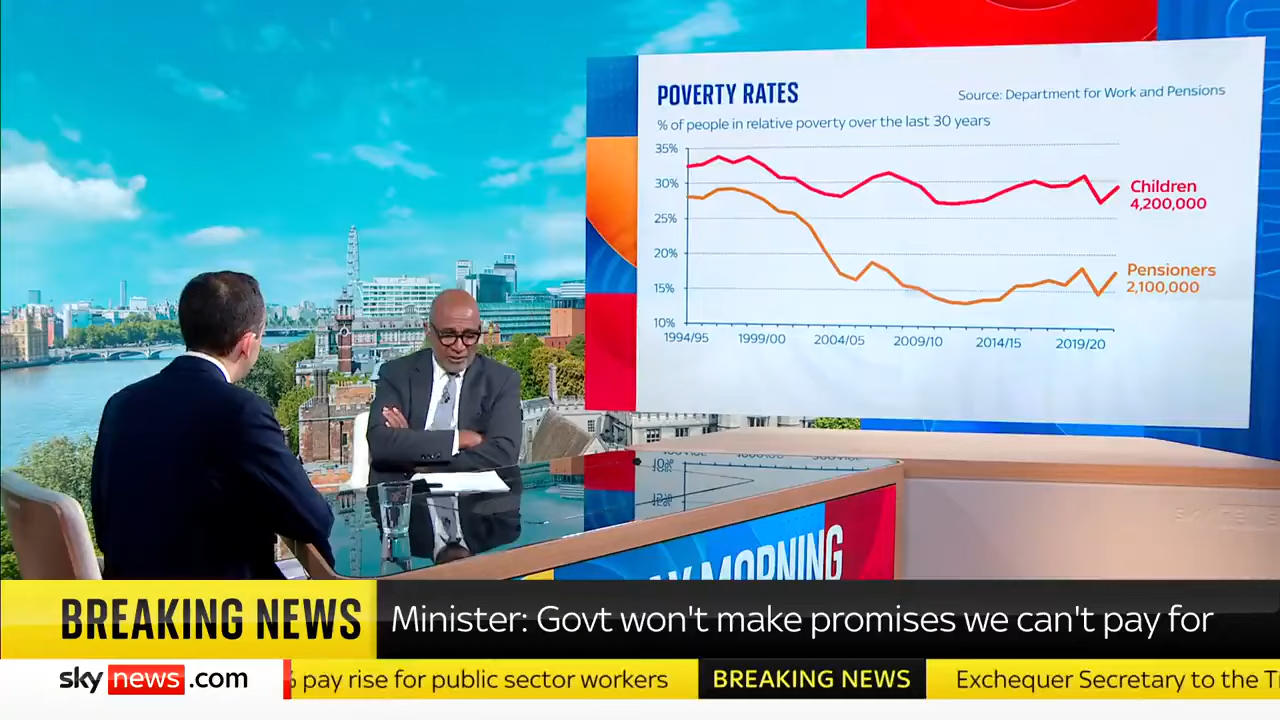 POVERTY RATES
Source: Department for Work and Pensions
% of people in relative poverty over the last 30 years
35%
30%
25%
20%
15%
10%
1994/95
1999/00
2004/05
2009/10
2014/15
2019/20
Children
4,200,000
Pensioners
2,100,000
MORNING
BREAKING NEWS
Minister: Govt won't make promises we can't pay for
sky news .com
pay rise for public sector workers
BREAKING NEWS
Exchequer Secretary to the